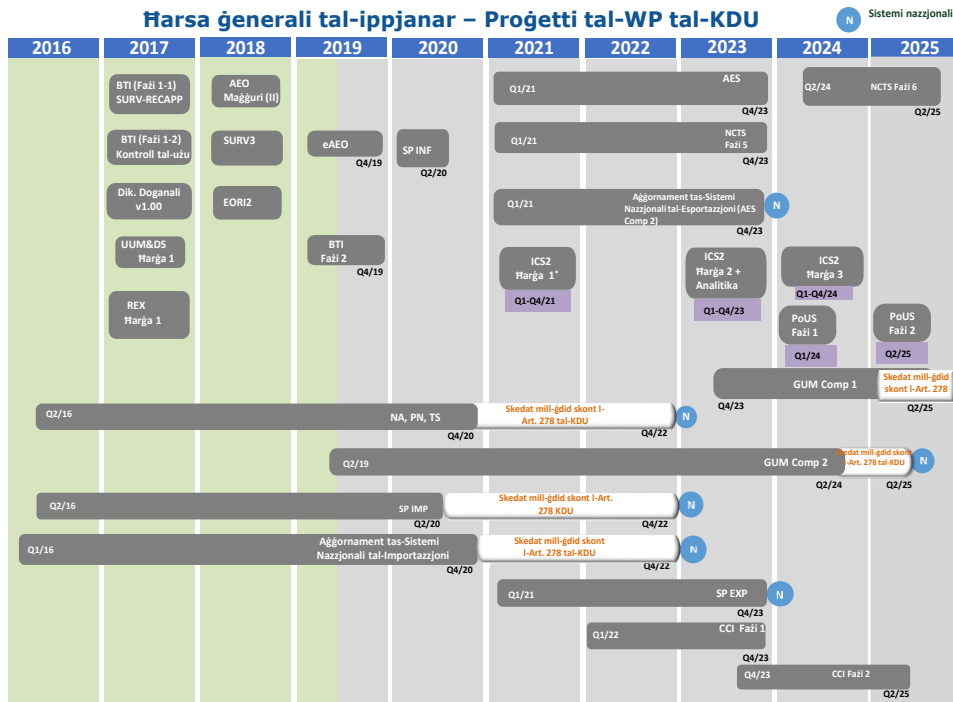 Ħarsa ġenerali tal-ippjanar – Proġetti tal-WP tal-KDU
N
Sistemi nazzjonali
2016 2017 2018 2019 2020 2021 2022 2023 2024 2025
BTI (Fażi 1-1)
SURV-RECAPP
AEO
Maġġuri (II)
Q1/21
AES
Q4/23
Q2/24
NCTS Fażi 6
Q2/25
BTI (Fażi 1-2)
Kontroll tal-użu
SURV3
eAEO
Q4/19
SP INF
Q2/20
Q1/21
NCTS
Fażi 5
Q4/23
Dik. Doganali
v1.00
EORI2
Q1/21
Aġġornament tas-Sistemi
Nazzjonali tal-Esportazzjoni (AES
Comp 2)
Q4/23
N
UUM&DS
Ħarġa 1
BTI
Fażi 2
Q4/19
ICS2
Ħarġa 1*
Q1-Q4/21
ICS2
Ħarġa 2 +
Analitika
Q1-Q4/23
ICS2
Ħarġa 3
Q1-Q4/24
REX
Ħarġa 1
PoUS
Fażi 1
Q1/24
PoUS
Fażi 2
Q2/25
GUM Comp 1
Q4/23
Skedat mill-ġdid
skont l-Art. 278
Q2/25
Q2/16
NA, PN, TS
Q4/20
Skedat mill-ġdid skont l-
Art. 278 tal-KDU
Q4/22
N
Q2/19
GUM Comp 2
Q2/24
Skedat mill-ġdid skont
l-Art. 278 tal-KDU
Q2/25
N
Q2/16
SP IMP
Q2/20
Skedat mill-ġdid skont l-Art.
278 KDU
Q4/22
N
Q1/16
Aġġornament tas-Sistemi
Nazzjonali tal-Importazzjoni
Q4/20
Skedat mill-ġdid skont
l-Art. 278 tal-KDU
Q4/22
N
Q1/21
SP EXP
Q4/23
N
Q1/22
CCI Fażi 1
Q4/23
Q4/23
CCI Fażi 2
Q2/25